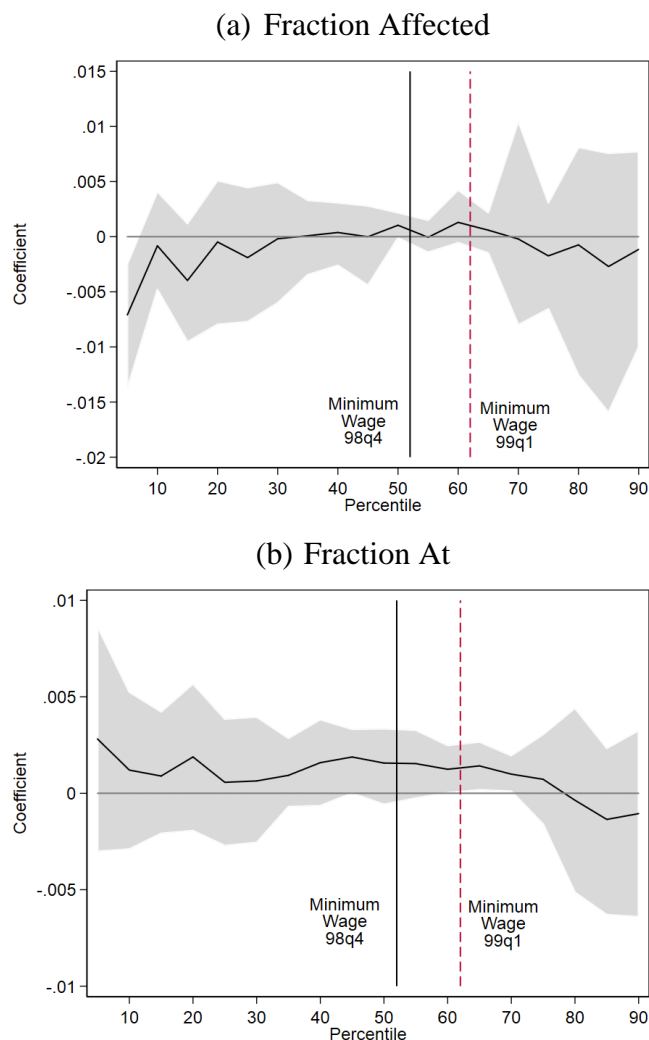 (a) Fraction Affected
.015
.01
.005
0
-.005
-.01
-.015
-.02
Coefficient
Minimum
Wage
98q4
Minimum
Wage
99q1
10 20 30 40 50 60 70 80 90
Percentile
(b) Fraction At
.01
.005
0
-.005
-.01
Coefficient
Minimum
Wage
98q4
Minimum
Wage
99q1
10 20 30 40 50 60 70 80 90
Percentile